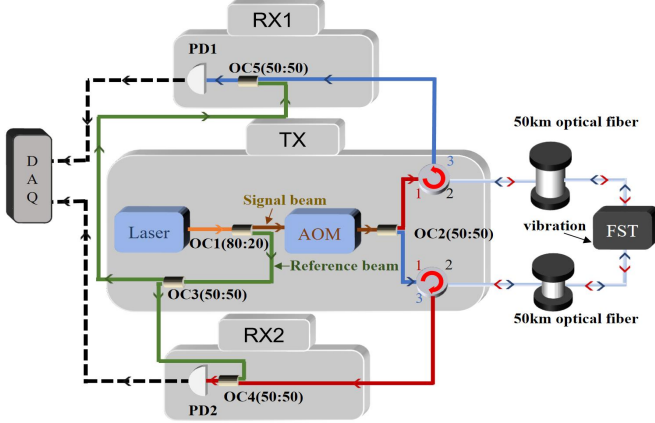 RX1
PD1
OC5(50:50)
TX
50km optical fiber
D
A
Q
3
1
2
Signal beam
Laser
AOM
OC1(80:20)
OC2(50:50)
vibration
FST
Reference beam
1
2
3
OC3(50:50)
50km optical fiber
RX2
OC4(50:50)
PD2